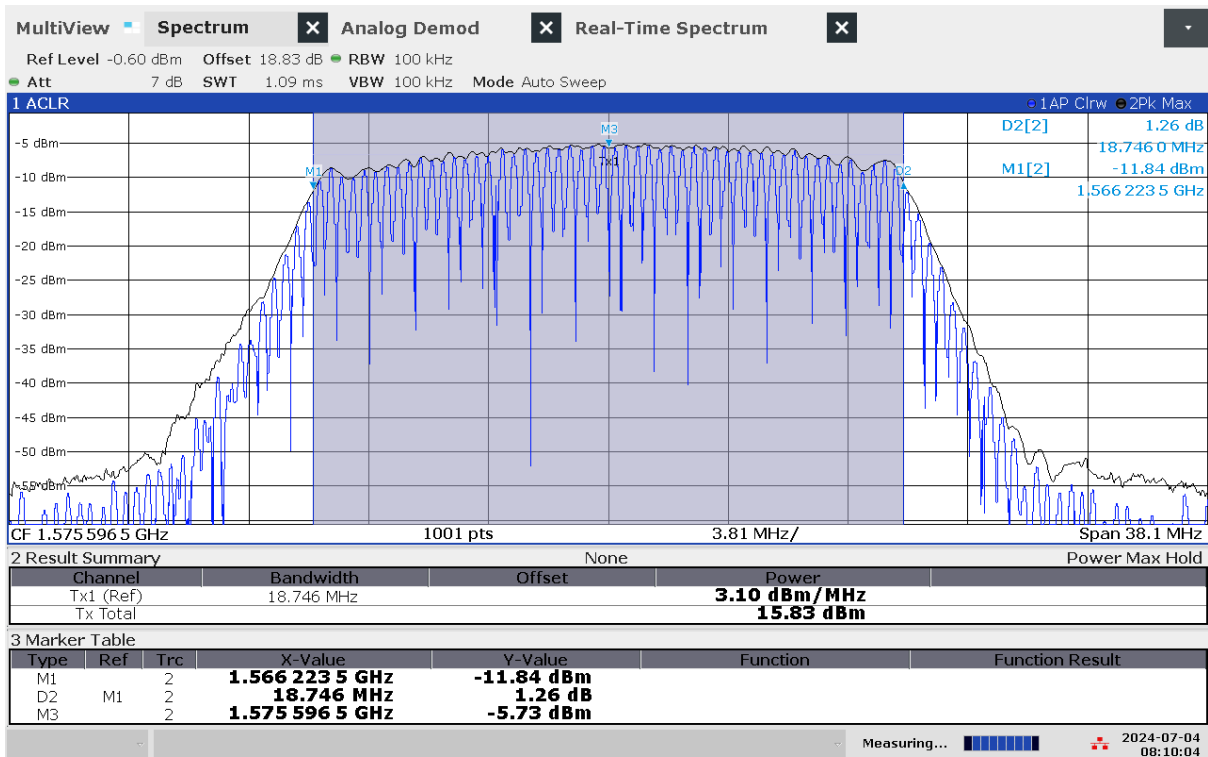 MultiView Spectrum X Analog Demod X Real-Time Spectrum X
Ref Level -0.60 dBm Offset 18.83 dB RBW 100 kHz
Att 7 dB SWT 1.09 ms VBW 100 kHz Mode Auto Sweep
1 ACLR 1AP Clrw 2Pk Max
D2[2] 1.26 dB
18.746 0 MHz
M1[2] -11.84 dBm
1.566 223 5 GHz
M3
Tx1
M1
D2
-5 dBm
-10 dBm
-15 dBm
-20 dBm
-25 dBm
-30 dBm
-35 dBm
-40 dBm
-45 dBm
-50 dBm
-55 dBm
CF 1.575 596 5 GHz 1001 pts 3.81 MHz/ Span 38.1 MHz
2 Result Summary None Power Max Hold
Channel Bandwidth Offset Power
Tx1 (Ref) 18.746 MHz 3.10 dBm/MHz
Tx Total 15.83 dBm
3 Marker Table
Type Ref Trc X-Value Y-Value Function Function Result
M1 2 1.566 223 5 GHz -11.84 dBm
D2 M1 2 18.746 MHz 1.26 dB
M3 2 1.575 596 5 GHz -5.73 dBm
Measuring... 2024-07-04
08:10:04